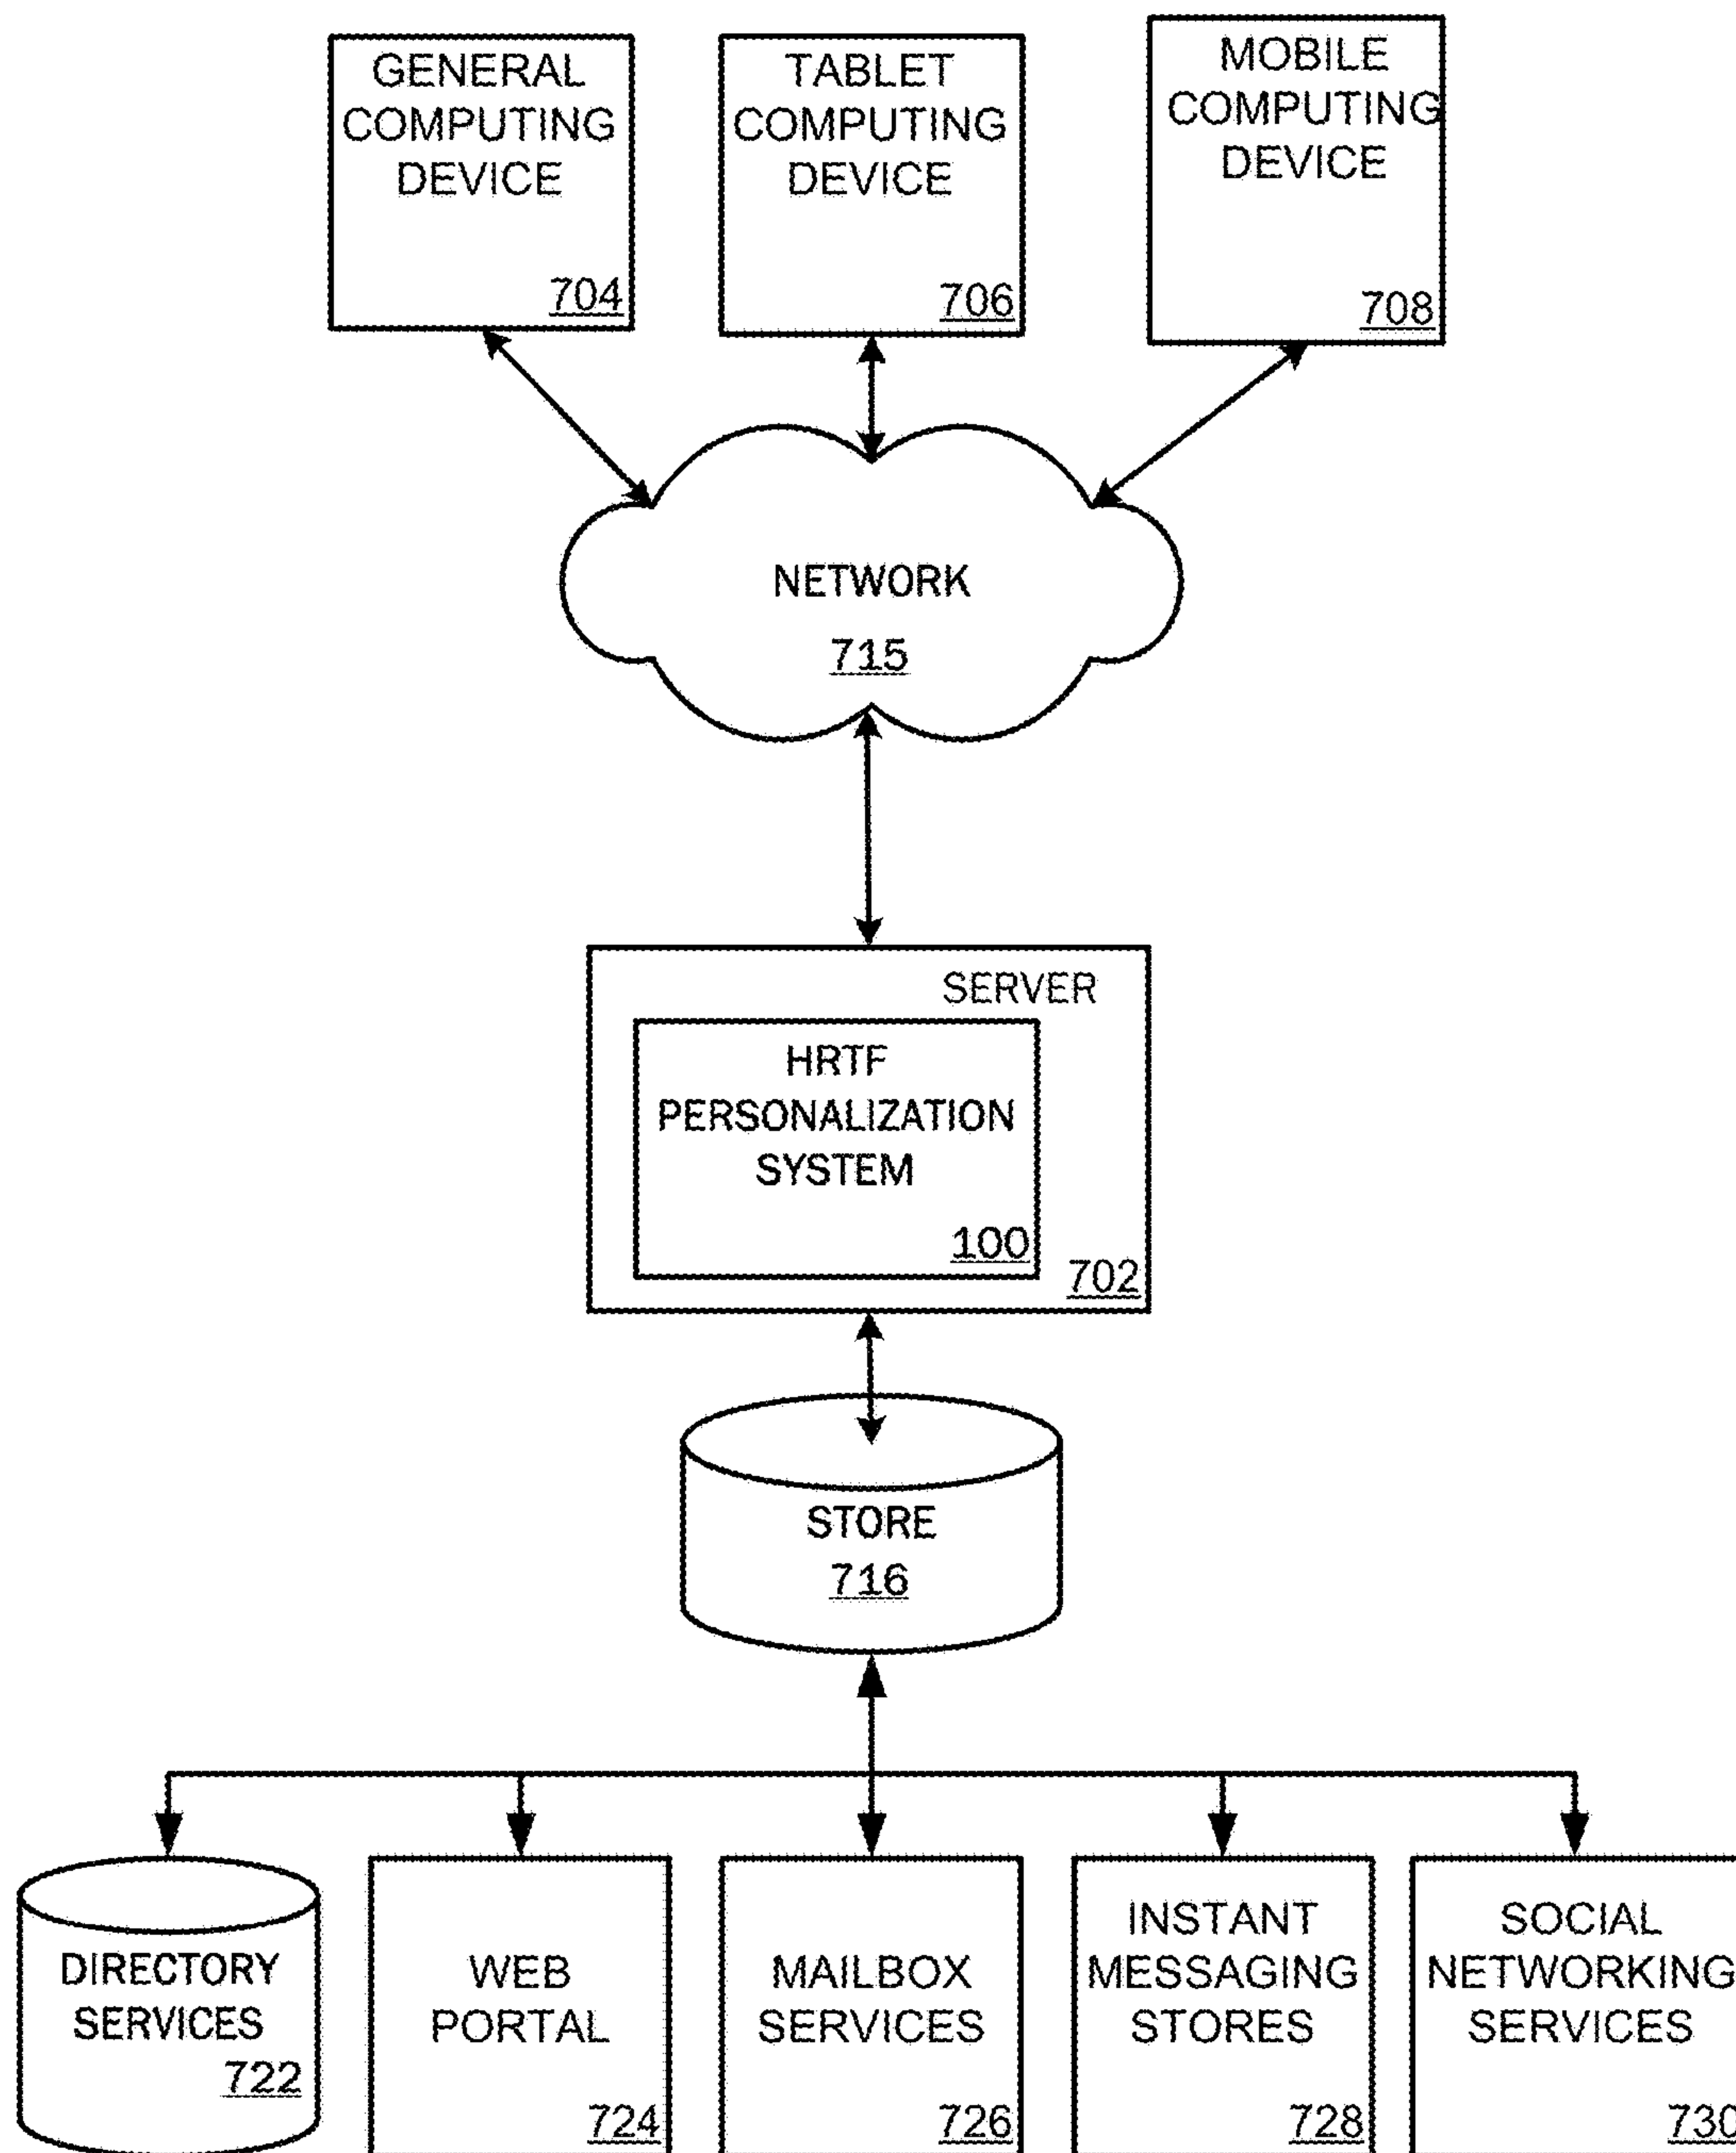 GENERAL
COMPUTING
DEVICE
704
TABLET
COMPUTING
DEVICE
706
MOBILE
COMPUTING
DEVICE
708
NETWORK
715
SERVER
HRTF
PERSONALIZATION
SYSTEM
100
702
STORE
716
DIRECTORY
SERVICES
722
WEB
PORTAL
724
MAILBOX
SERVICES
726
INSTANT
MESSAGING
STORES
728
SOCIAL
NETWORKING
SERVICES
730